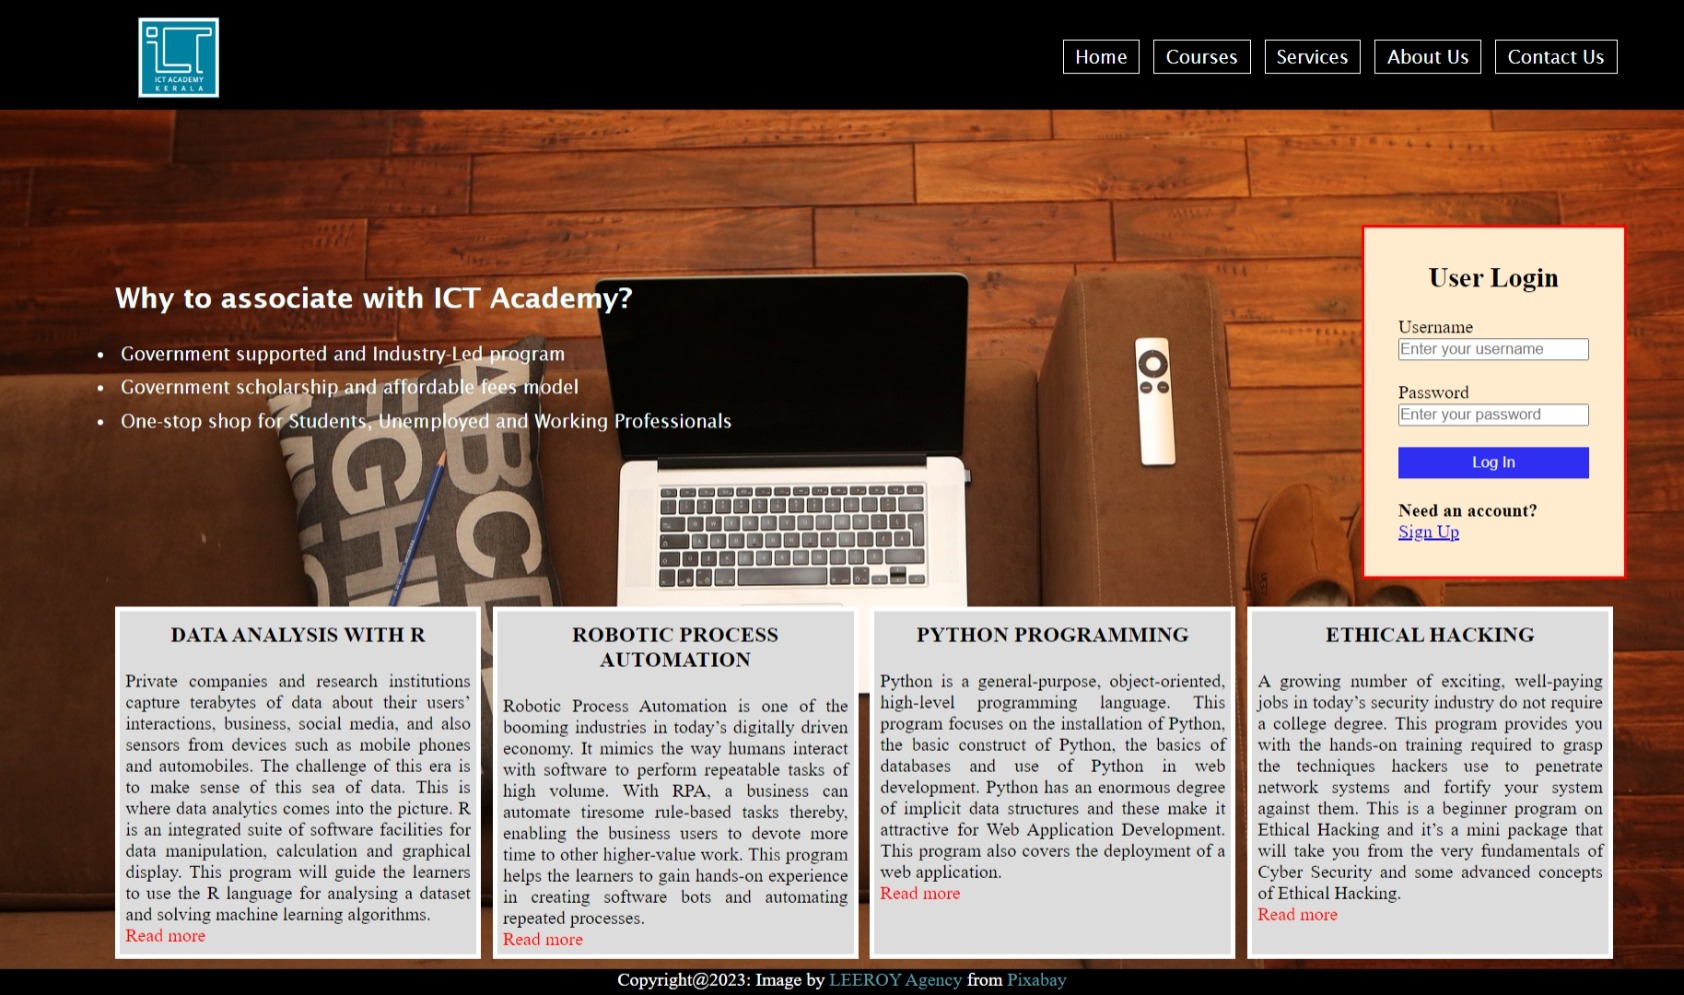 ICT
ICT ACADEMY
KERALA
Home
Courses
Services
About Us
Contact Us
Why to associate with ICT Academy?
• Government supported and Industry-Led program
• Government scholarship and affordable fees model
• One-stop shop for Students, Unemployed and Working Professionals
User Login
Username
Enter your username
Password
Enter your password
Log In
Need an account?
Sign Up
DATA ANALYSIS WITH R
Private companies and research institutions
capture terabytes of data about their users’
interactions, business, social media, and also
sensors from devices such as mobile phones
and automobiles. The challenge of this era is
to make sense of this sea of data. This is
where data analytics comes into the picture. R
is an integrated suite of software facilities for
data manipulation, calculation and graphical
display. This program will guide the learners
to use the R language for analysing a dataset
and solving machine learning algorithms.
Read more
ROBOTIC PROCESS
AUTOMATION
Robotic Process Automation is one of the
booming industries in today’s digitally driven
economy. It mimics the way humans interact
with software to perform repeatable tasks of
high volume. With RPA, a business can
automate tiresome rule-based tasks thereby,
enabling the business users to devote more
time to other higher-value work. This program
helps the learners to gain hands-on experience
in creating software bots and automating
repeated processes.
Read more
PYTHON PROGRAMMING
Python is a general-purpose, object-oriented,
high-level programming language. This
program focuses on the installation of Python,
the basic construct of Python, the basics of
databases and use of Python in web
development. Python has an enormous degree
of implicit data structures and these make it
attractive for Web Application Development.
This program also covers the deployment of a
web application.
Read more
ETHICAL HACKING
A growing number of exciting, well-paying
jobs in today’s security industry do not require
a college degree. This program provides you
with the hands-on training required to grasp
the techniques hackers use to penetrate
network systems and fortify your system
against them. This is a beginner program on
Ethical Hacking and it’s a mini package that
will take you from the very fundamentals of
Cyber Security and some advanced concepts
of Ethical Hacking.
Read more
Copyright@2023: Image by LEEROY Agency from Pixabay